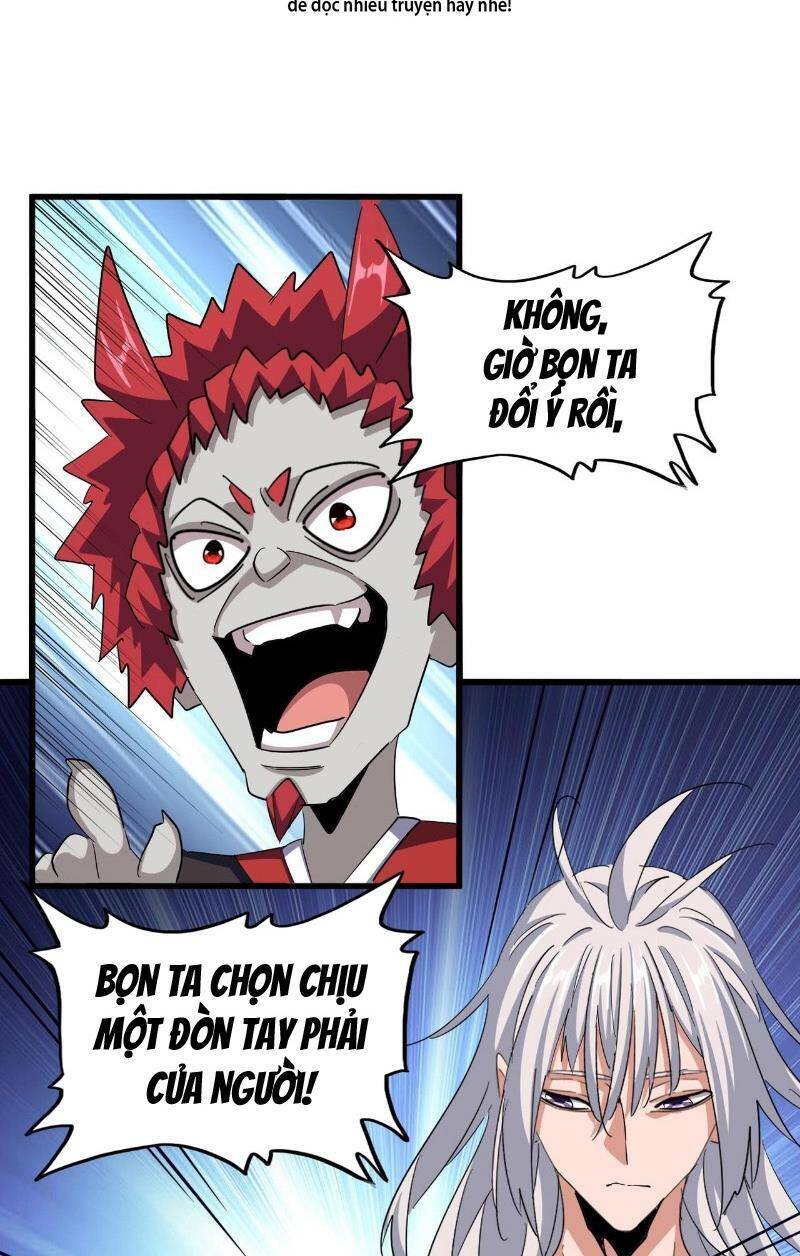 để đọc nhiều truyện hay nhé!
KHÔNG,
GIỜ BỌN TA
ĐỔI Ý RỒI,
BỌN TA CHỌN CHỊU
MỘT ĐÒN TAY PHẢI
CỦA NGƯỜI!